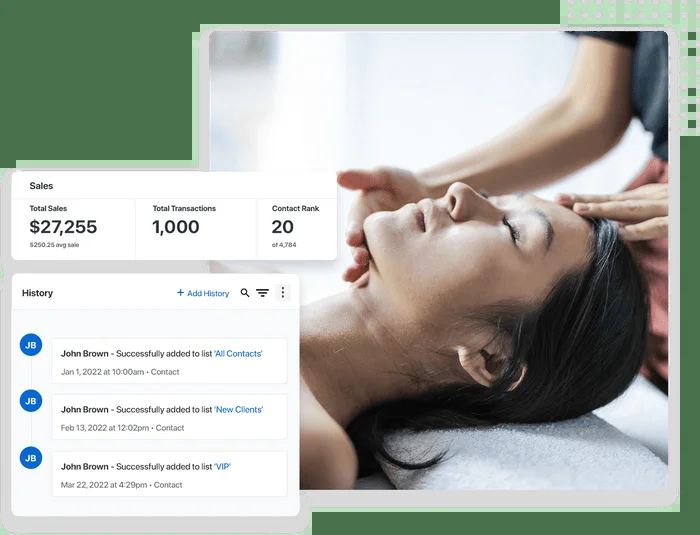 Sales
Total Sales Total Transactions Contact Rank
$27,255 1,000 20
$250.25 avg sale of 4,784
History + Add History
JB
John Brown - Successfully added to list 'All Contacts'
Jan 1, 2022 at 10:00am • Contact
JB
John Brown - Successfully added to list 'New Clients'
Feb 13, 2022 at 12:02pm • Contact
JB
John Brown - Successfully added to list 'VIP'
Mar 22, 2022 at 4:29pm • Contact